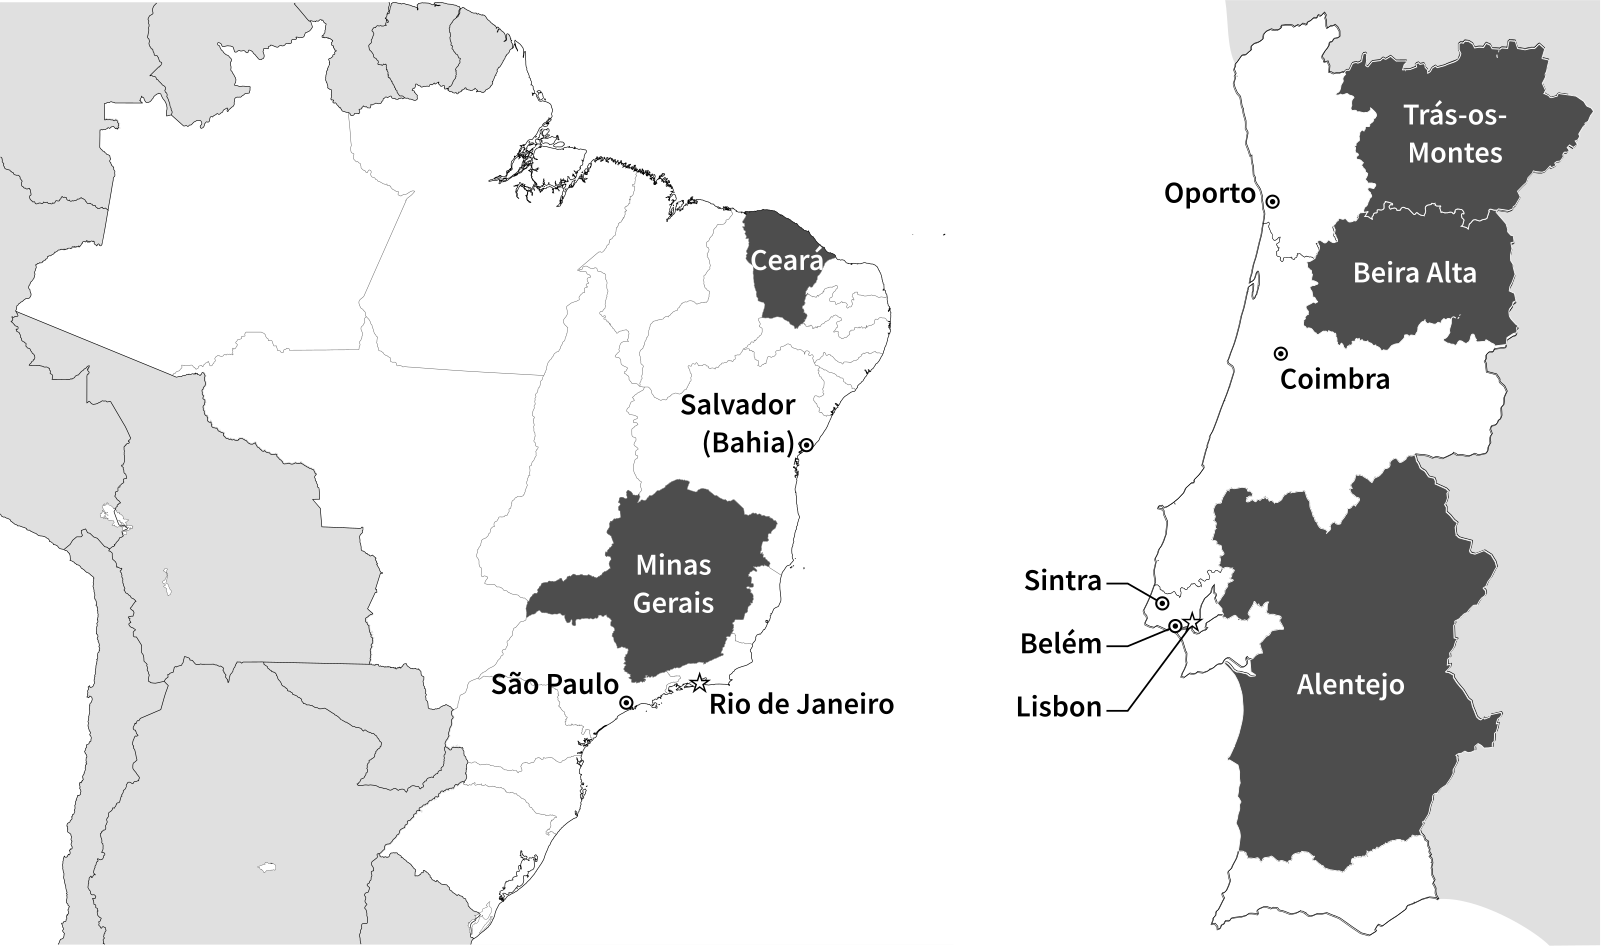 Ceará
Salvador
(Bahia)
Minas
Gerais
São Paulo
Rio de Janeiro
Trás-os-
Montes
Oporto
Beira Alta
Coimbra
Sintra
Belém
Lisbon
Alentejo